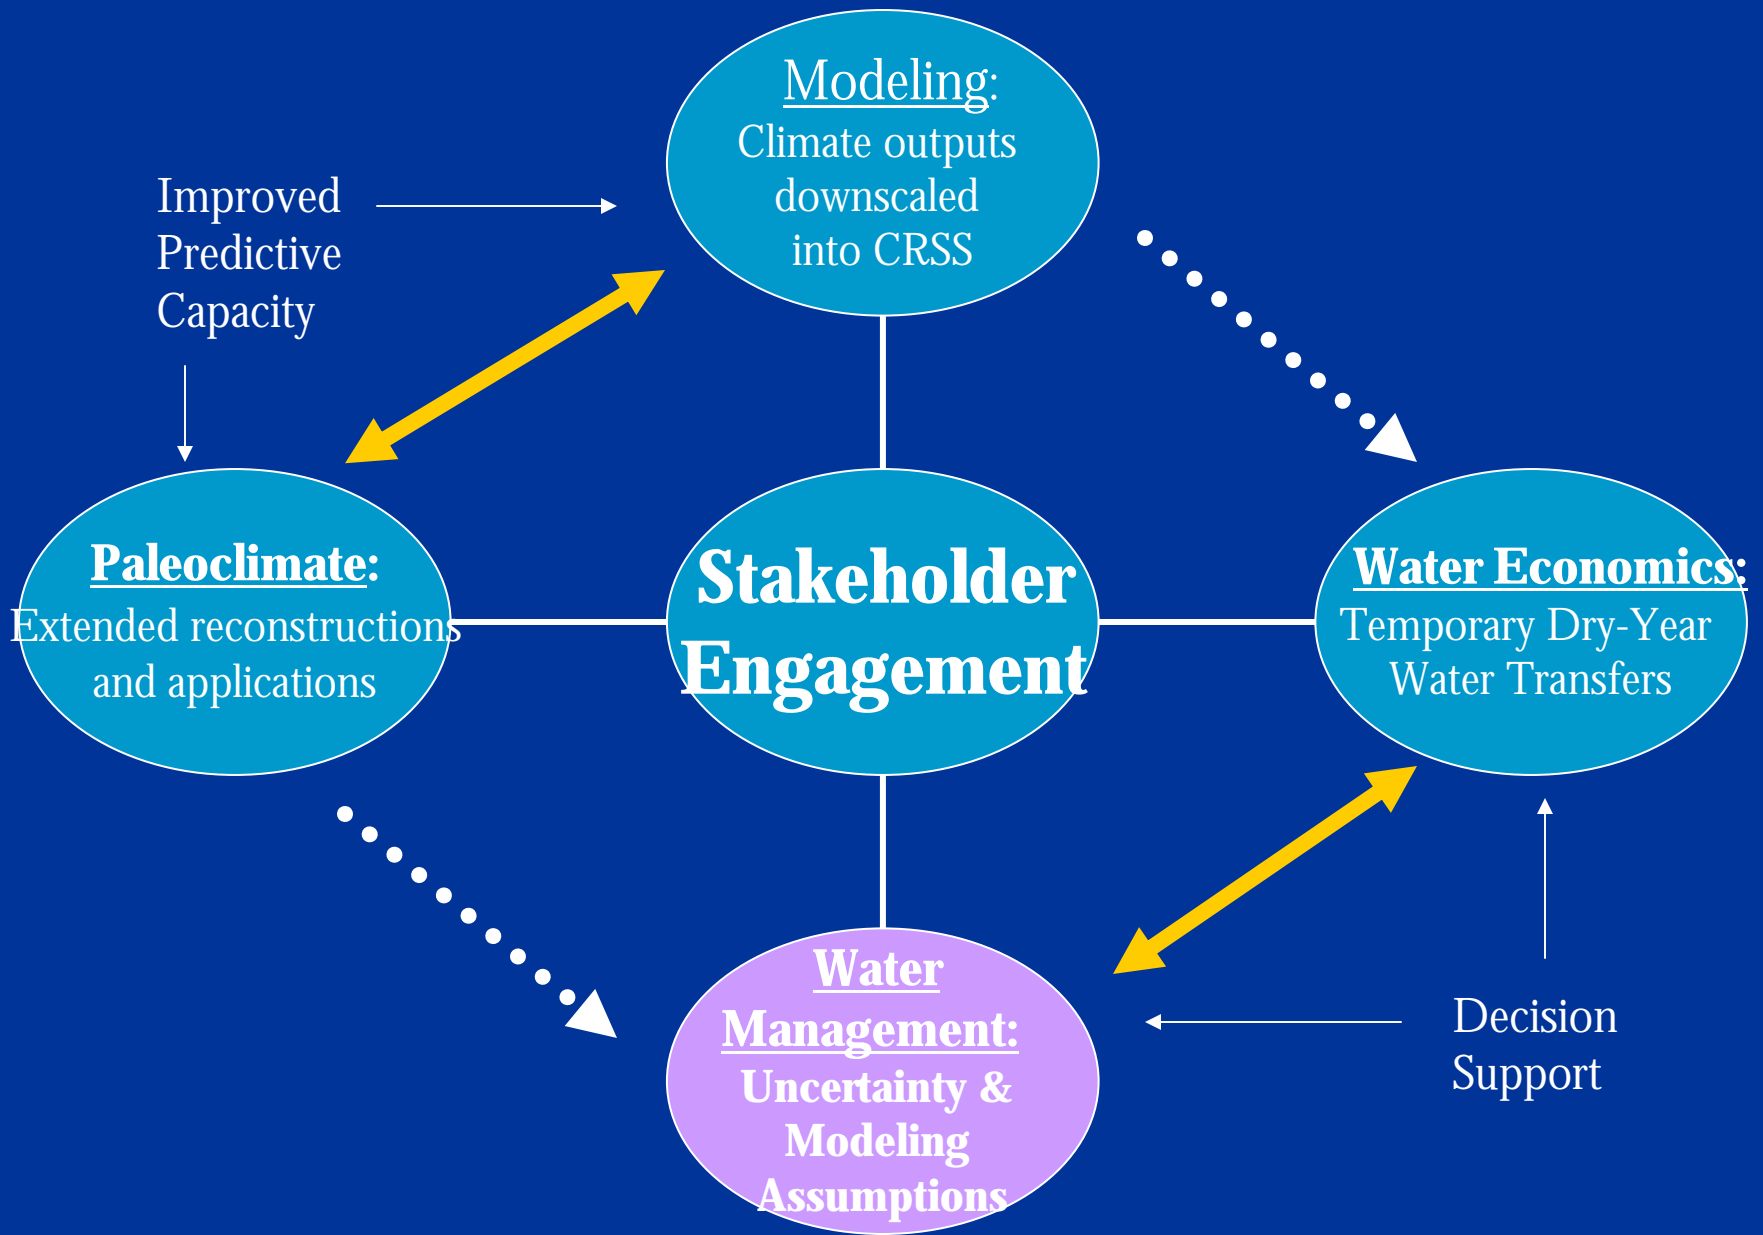 Modeling:
Climate outputs
downscaled
into CRSS
Improved
Predictive
Capacity
Paleoclimate:
Extended reconstructions
and applications
Stakeholder
Engagement
Water Economics:
Temporary Dry-Year
Water Transfers
Water
Management:
Uncertainty &
Modeling
Assumptions
Decision
Support